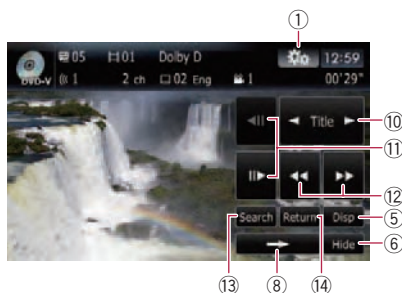 ①
05 01 Dolby D 12:59
DVD-V 1 2 ch 02 Eng 1 00'29"
Title ⑩
⑪
⑫
Search Return Disp ⑤
Hide ⑥
⑬ ⑧ ⑭